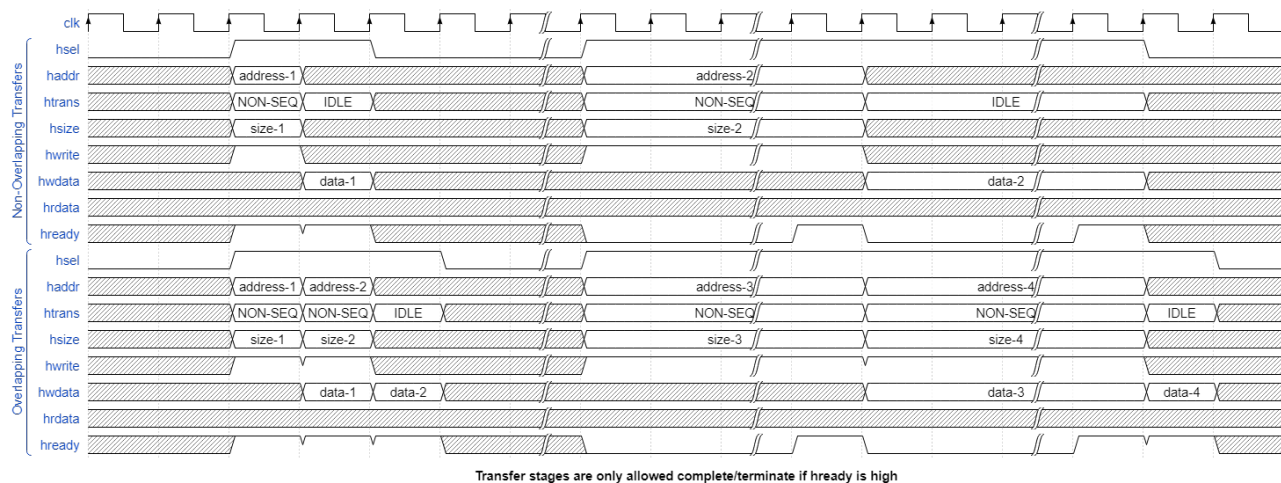 clk
Non-Overlapping Transfers
hsel
haddr address-1 address-2
htrans NON-SEQ IDLE NON-SEQ IDLE
hsize size-1 size-2
hwrite
hwdata data-1 data-2
hrdata
hready
Overlapping Transfers
hsel
haddr address-1 address-2 address-3 address-4
htrans NON-SEQ NON-SEQ IDLE NON-SEQ NON-SEQ IDLE
hsize size-1 size-2 size-3 size-4
hwrite
hwdata data-1 data-2 data-3 data-4
hrdata
hready
Transfer stages are only allowed complete/terminate if hready is high